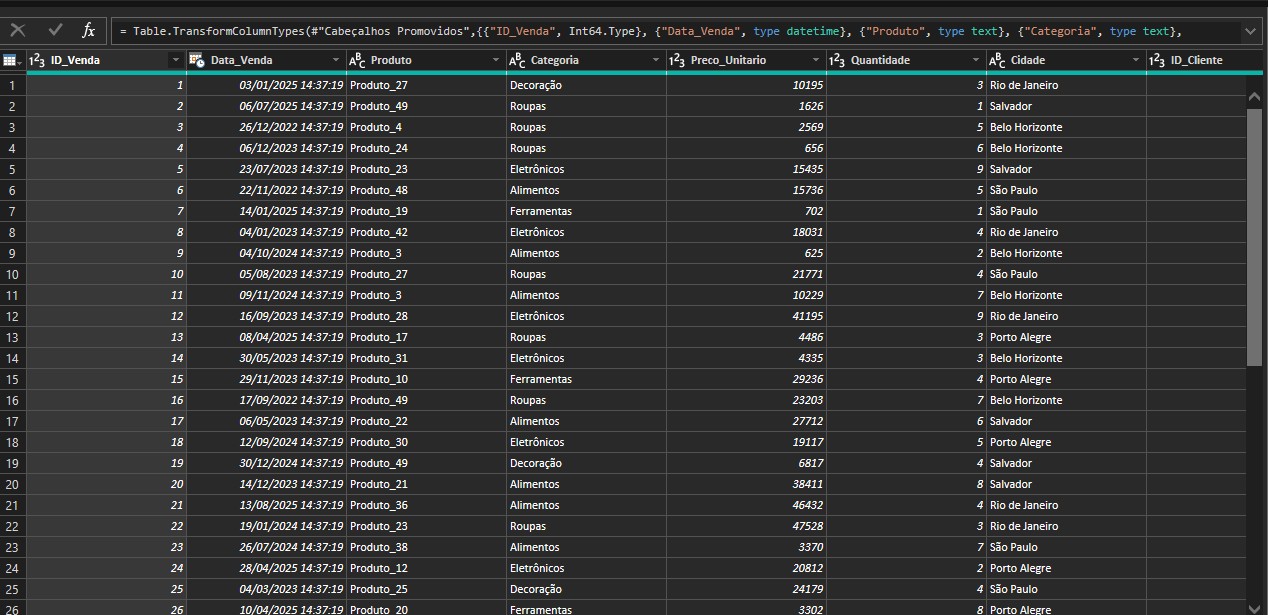 fx = Table.TransformColumnTypes(#"Cabeçalhos Promovidos",{{"ID_Venda", Int64.Type}, {"Data_Venda", type datetime}, {"Produto", type text}, {"Categoria", type text},
123 ID_Venda Data_Venda ABC Produto ABC Categoria 123 Preco_Unitario 123 Quantidade ABC Cidade 123 ID_Cliente
1 1 03/01/2025 14:37:19 Produto_27 Decoração 10195 3 Rio de Janeiro
2 2 06/07/2025 14:37:19 Produto_49 Roupas 1626 1 Salvador
3 3 26/12/2022 14:37:19 Produto_4 Roupas 2569 5 Belo Horizonte
4 4 06/12/2023 14:37:19 Produto_24 Roupas 656 6 Belo Horizonte
5 5 23/07/2023 14:37:19 Produto_23 Eletrônicos 15435 9 Salvador
6 6 22/11/2022 14:37:19 Produto_48 Alimentos 15736 5 São Paulo
7 7 14/01/2025 14:37:19 Produto_19 Ferramentas 702 1 São Paulo
8 8 04/01/2023 14:37:19 Produto_42 Eletrônicos 18031 4 Rio de Janeiro
9 9 04/10/2024 14:37:19 Produto_3 Alimentos 625 2 Belo Horizonte
10 10 05/08/2023 14:37:19 Produto_27 Roupas 21771 4 São Paulo
11 11 09/11/2024 14:37:19 Produto_3 Alimentos 10229 7 Belo Horizonte
12 12 16/09/2023 14:37:19 Produto_28 Eletrônicos 41195 9 Rio de Janeiro
13 13 08/04/2025 14:37:19 Produto_17 Roupas 4486 3 Porto Alegre
14 14 30/05/2023 14:37:19 Produto_31 Eletrônicos 4335 3 Belo Horizonte
15 15 29/11/2023 14:37:19 Produto_10 Ferramentas 29236 4 Porto Alegre
16 16 17/09/2022 14:37:19 Produto_49 Roupas 23203 7 Belo Horizonte
17 17 06/05/2023 14:37:19 Produto_22 Alimentos 27712 6 Salvador
18 18 12/09/2024 14:37:19 Produto_30 Eletrônicos 19117 5 Porto Alegre
19 19 30/12/2024 14:37:19 Produto_49 Decoração 6817 4 Salvador
20 20 14/12/2023 14:37:19 Produto_21 Alimentos 38411 8 Salvador
21 21 13/08/2025 14:37:19 Produto_36 Alimentos 46432 4 Rio de Janeiro
22 22 19/01/2024 14:37:19 Produto_23 Roupas 47528 3 Rio de Janeiro
23 23 26/07/2024 14:37:19 Produto_38 Alimentos 3370 7 São Paulo
24 24 28/04/2025 14:37:19 Produto_12 Eletrônicos 20812 2 Porto Alegre
25 25 04/03/2023 14:37:19 Produto_25 Decoração 24179 4 São Paulo
26 26 10/04/2025 14:37:19 Produto_20 Ferramentas 3302 8 Porto Alegre